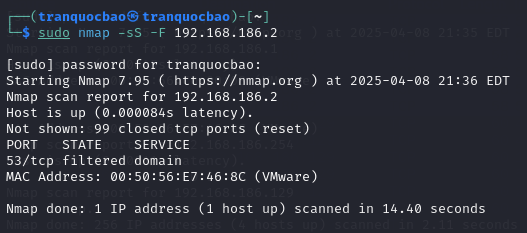 ┌──(tranquocbao㉿tranquocbao)-[~]
└─$ sudo nmap -sS -F 192.168.186.2
[sudo] password for tranquocbao:
Starting Nmap 7.95 ( https://nmap.org ) at 2025-04-08 21:36 EDT
Nmap scan report for 192.168.186.2
Host is up (0.000084s latency).
Not shown: 99 closed tcp ports (reset)
PORT   STATE    SERVICE
53/tcp filtered domain
MAC Address: 00:50:56:E7:46:8C (VMware)
Nmap done: 1 IP address (1 host up) scanned in 14.40 seconds